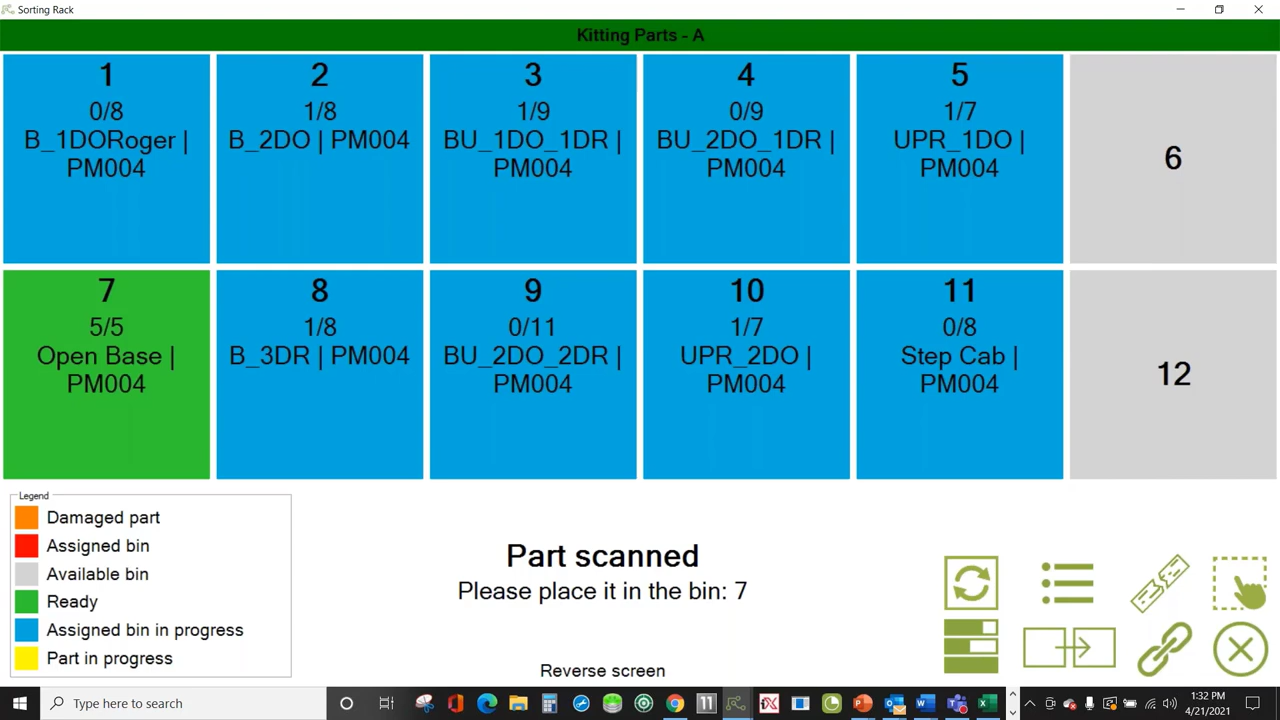 Sorting Rack
Kitting Parts - A
1
0/8
B_1DORoger |
PM004
2
1/8
B_2DO | PM004
3
1/9
BU_1DO_1DR |
PM004
4
0/9
BU_2DO_1DR |
PM004
5
1/7
UPR_1DO |
PM004
6
7
5/5
Open Base |
PM004
8
1/8
B_3DR | PM004
9
0/11
BU_2DO_2DR |
PM004
10
1/7
UPR_2DO |
PM004
11
0/8
Step Cab |
PM004
12
Legend
Damaged part
Assigned bin
Available bin
Ready
Assigned bin in progress
Part in progress
Part scanned
Please place it in the bin: 7
Reverse screen
Type here to search
11
1:32 PM
4/21/2021